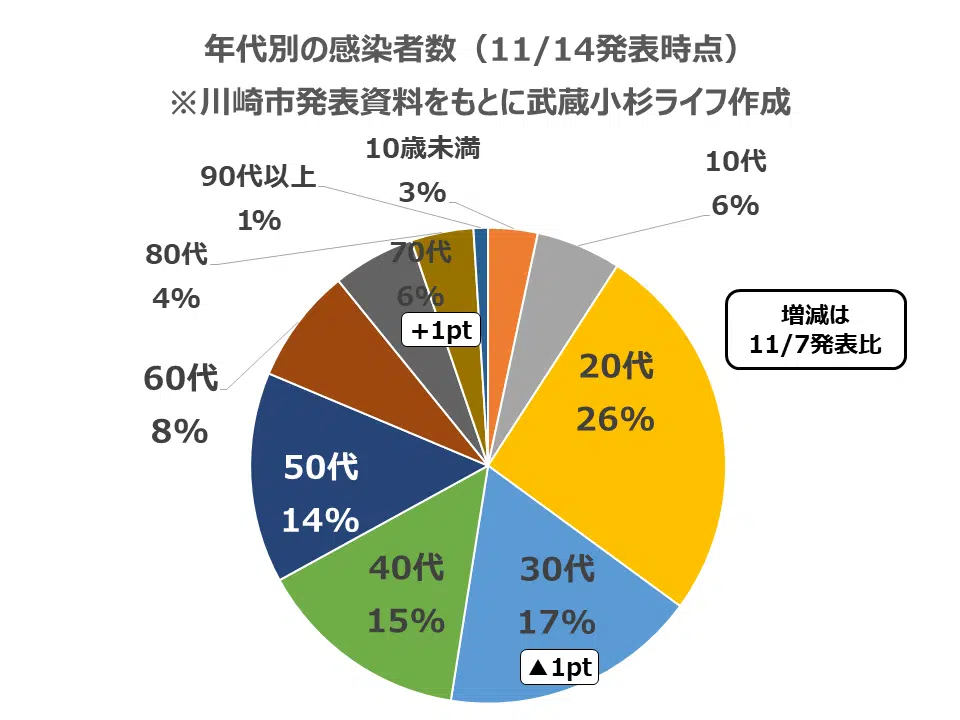 年代別の感染者数（11/14発表時点）
※川崎市発表資料をもとに武蔵小杉ライフ作成
10歳未満
3%
10代
6%
90代以上
1%
80代
4%
70代
6%
+1pt
増減は
11/7発表比
20代
26%
60代
8%
50代
14%
40代
15%
30代
17%
▲1pt